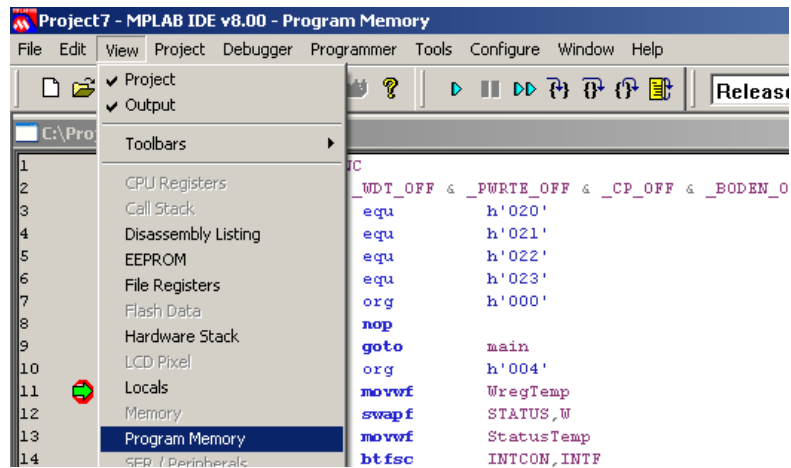 Project7 - MPLAB IDE v8.00 - Program Memory
File Edit View Project Debugger Programmer Tools Configure Window Help
Project
Output
Toolbars
CPU Registers
Call Stack
Disassembly Listing
EEPROM
File Registers
Flash Data
Hardware Stack
LCD Pixel
Locals
Memory
Program Memory
SFR / Peripherals
Releas
C:\Pro
1 NC
2 _WDT_OFF & _PWRTE_OFF & _CP_OFF & _BODEN_O
3 equ h'020'
4 equ h'021'
5 equ h'022'
6 equ h'023'
7 org h'000'
8 nop
9 goto main
10 org h'004'
11 movwf WregTemp
12 swapf STATUS,W
13 movwf StatusTemp
14 btfsc INTCON,INTF